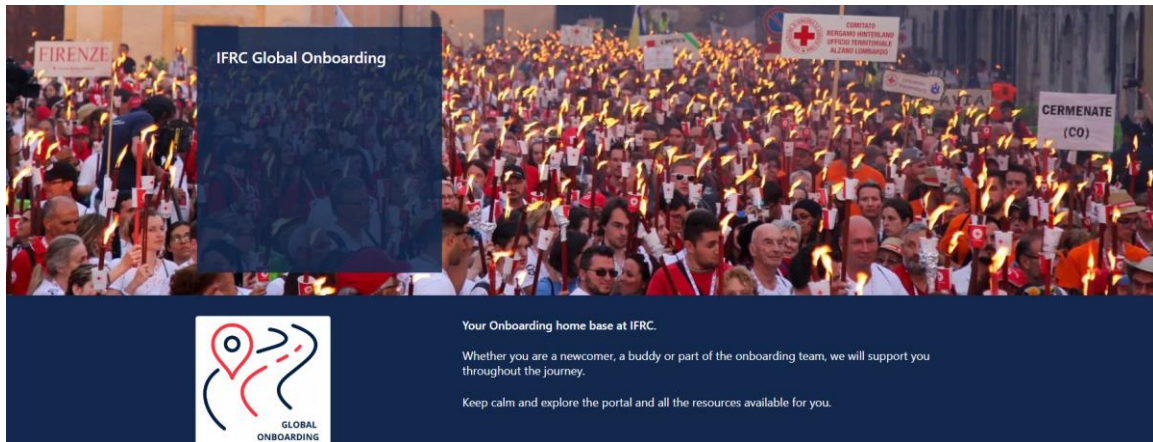 FIRENZE
IFRC Global Onboarding
COMITATO
BERGAMO HINTERLAND
UFFICIO TERRITORIALE
ALZANO LOMBARDO
CERMENATE
(CO)
Your Onboarding home base at IFRC.
Whether you are a newcomer, a buddy or part of the onboarding team, we will support you
throughout the journey.
Keep calm and explore the portal and all the resources available for you.
GLOBAL
ONBOARDING